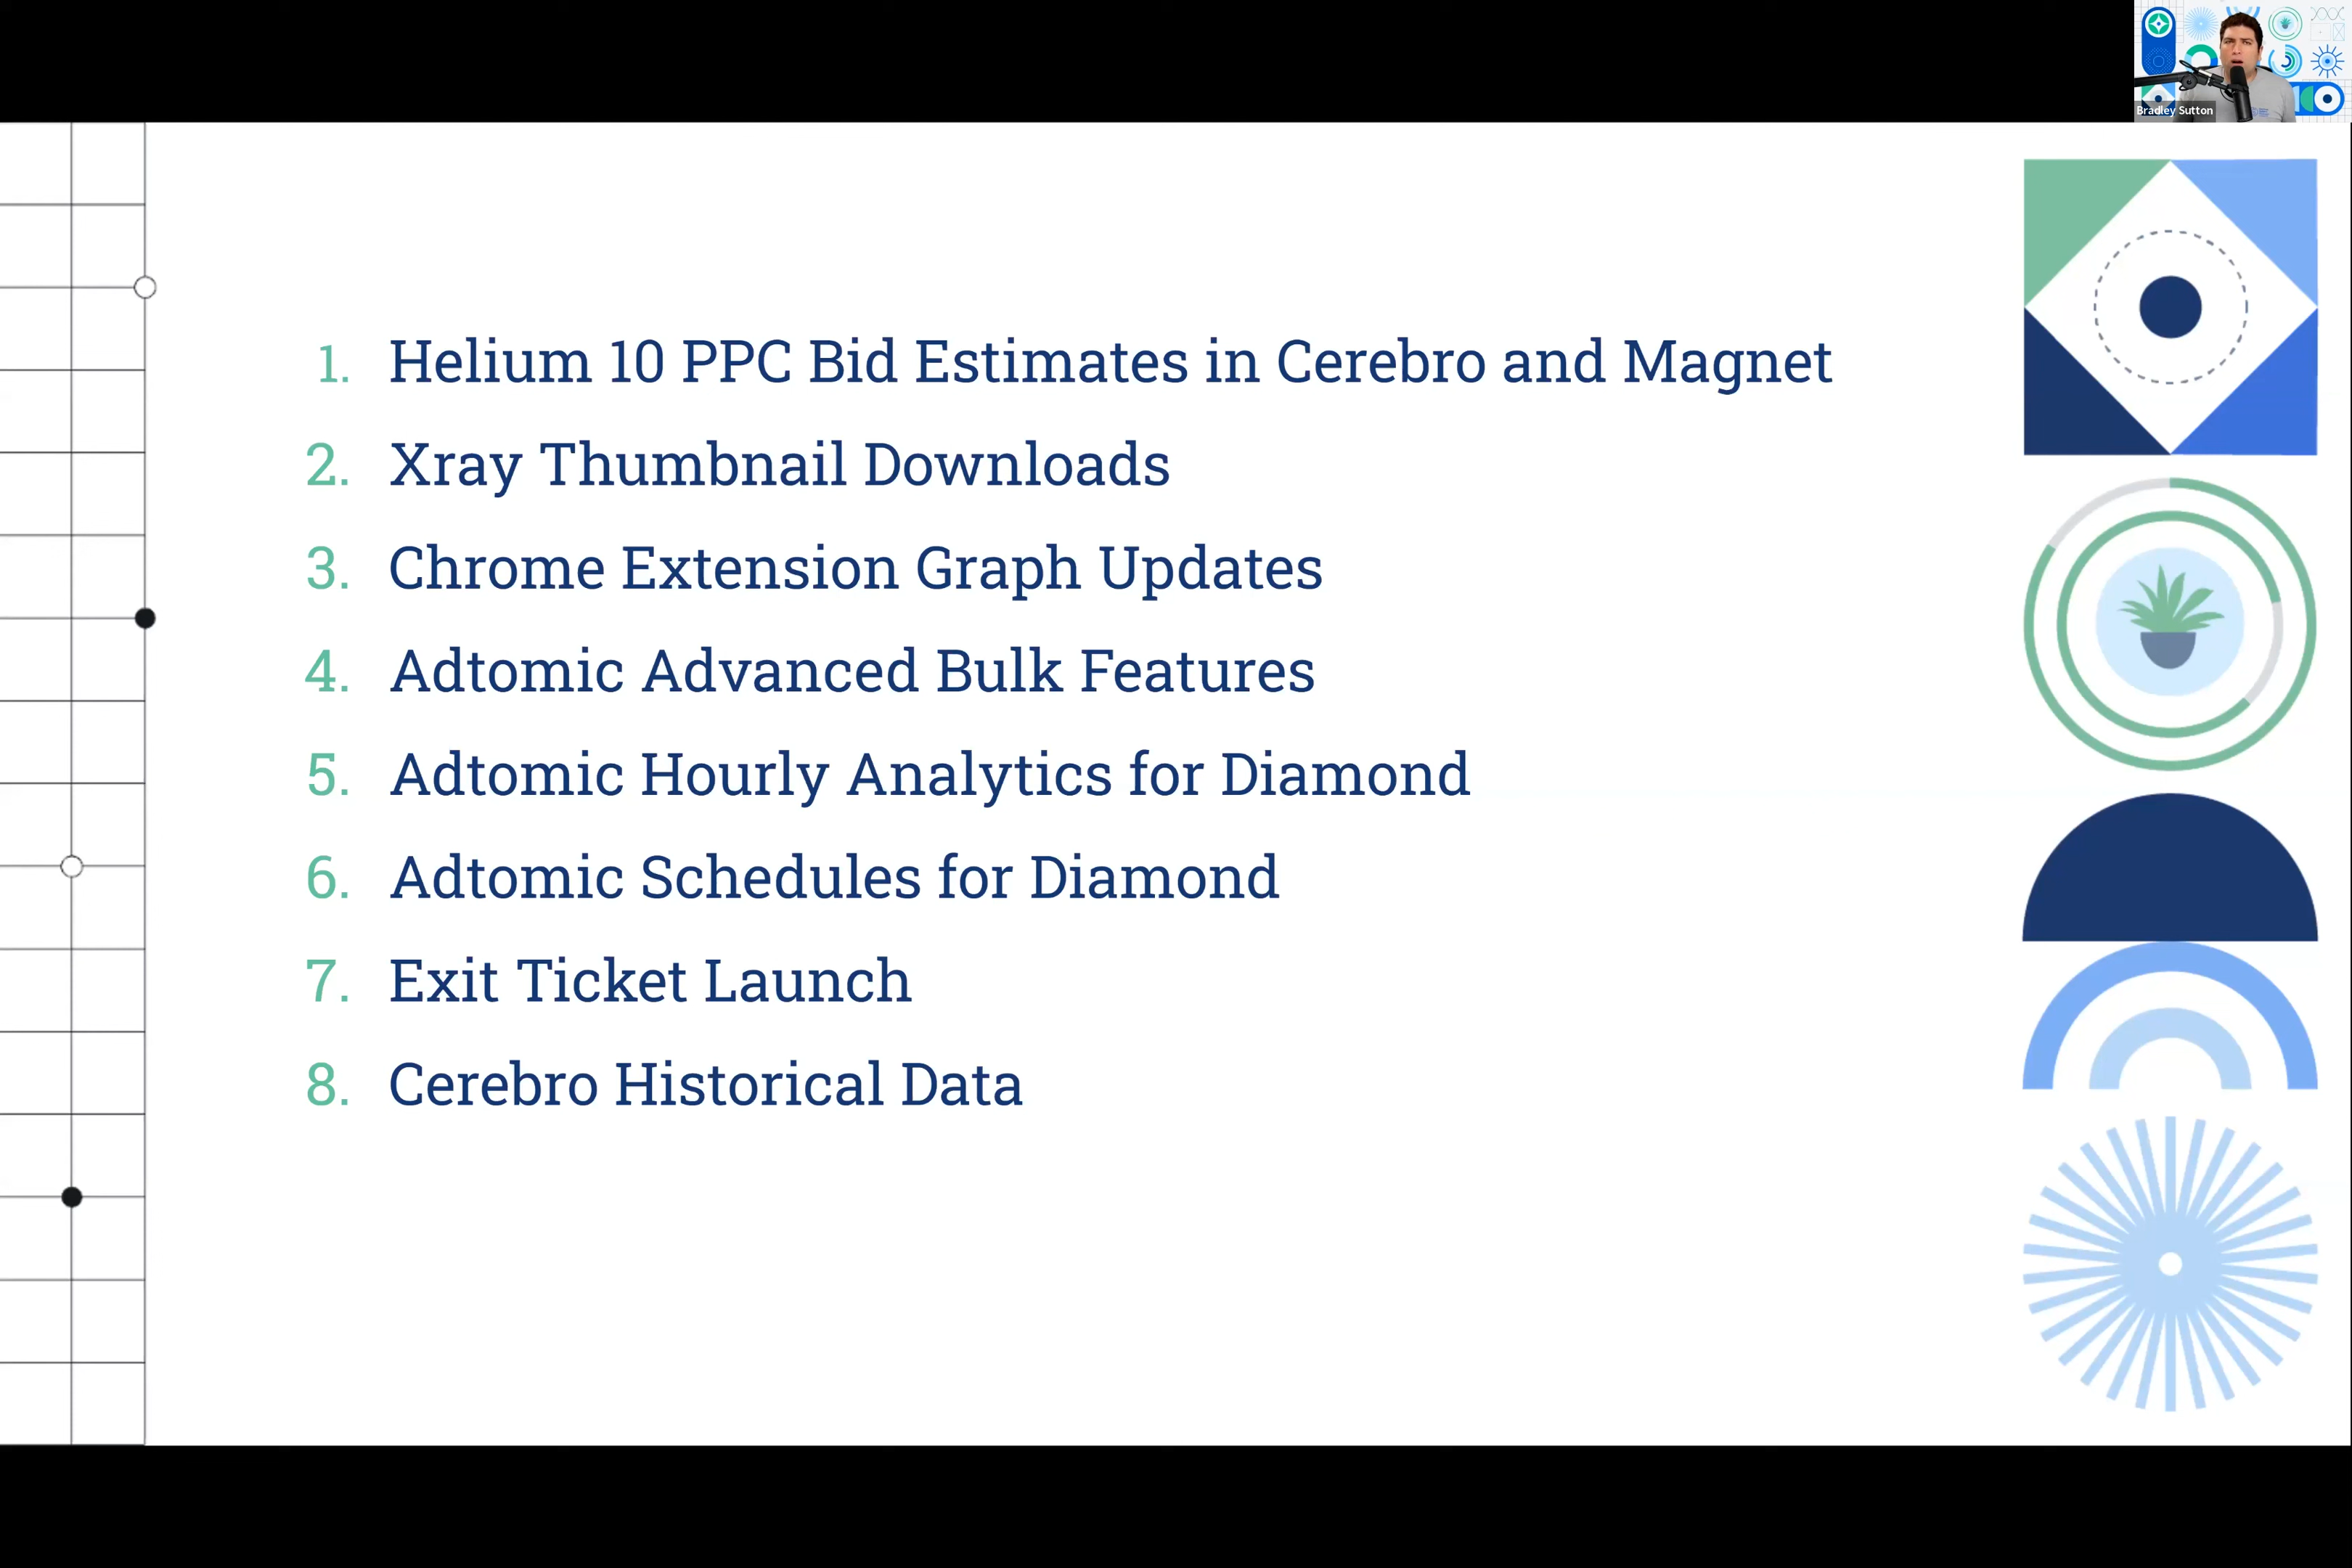 Bradley Sutton
1. Helium 10 PPC Bid Estimates in Cerebro and Magnet
2. Xray Thumbnail Downloads
3. Chrome Extension Graph Updates
4. Adtomic Advanced Bulk Features
5. Adtomic Hourly Analytics for Diamond
6. Adtomic Schedules for Diamond
7. Exit Ticket Launch
8. Cerebro Historical Data